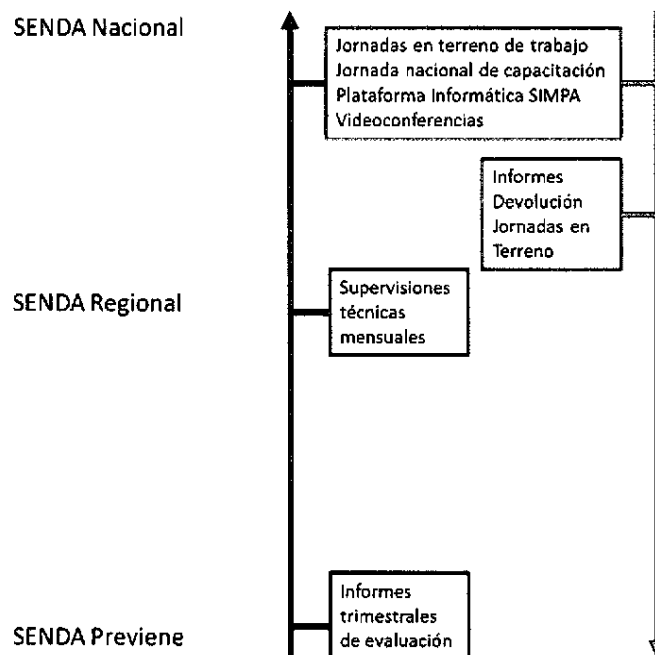 SENDA Nacional
Jornadas en terreno de trabajo
Jornada nacional de capacitación
Plataforma Informática SIMPA
Videoconferencias
Informes
Devolución
Jornadas en
Terreno
SENDA Regional
Supervisiones
técnicas
mensuales
Informes
trimestrales
de evaluación
SENDA Previene